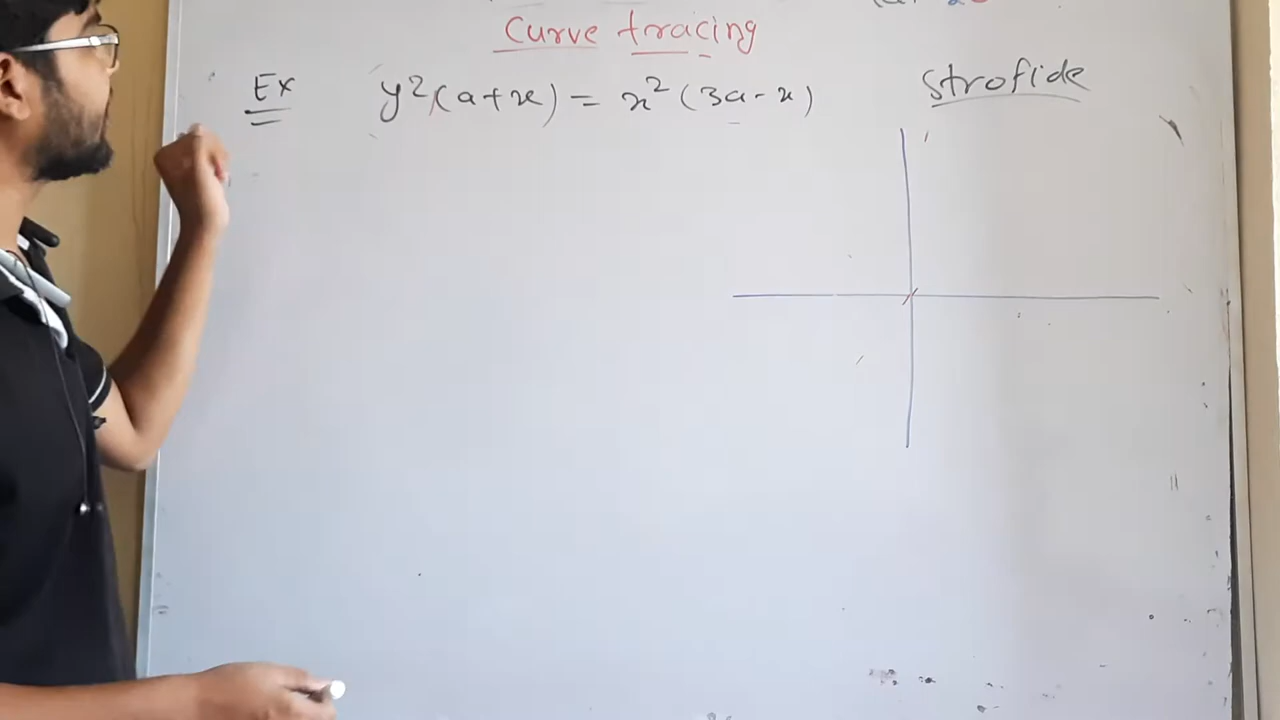 Curve tracing
Ex y²(a+x) = x²(3a-x)
Strofide